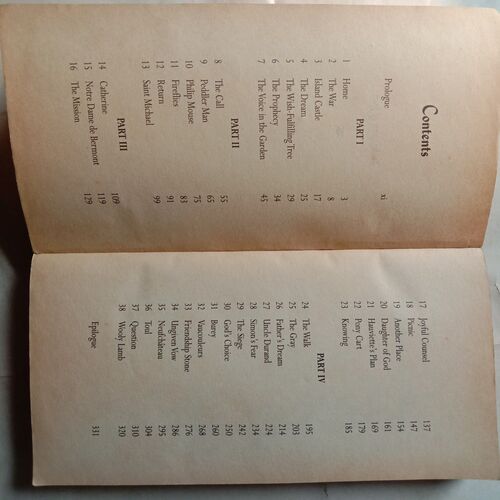 Contents
Prologue xi
PART I
1 Home 3
2 The War 8
3 Island Castle 17
4 The Dream 25
5 The Wish-Fulfilling Tree 29
6 The Prophecy 34
7 The Voice in the Garden 45
PART II
8 The Call 55
9 Peddler Man 65
10 Philip Mouse 75
11 Fireflies 83
12 Return 91
13 Saint Michael 99
PART III
14 Catherine 109
15 Notre Dame de Bermont 119
16 The Mission 129
17 Joyful Counsel 137
18 Picnic 147
19 Another Place 154
20 Daughter of God 161
21 Hauviette's Plan 169
22 Pony Cart 179
23 Knowing 185
PART IV
24 The Walk 195
25 The Gray 203
26 Father's Dream 214
27 Uncle Durand 224
28 Simon's Fear 234
29 The Siege 242
30 God's Choice 250
31 Burey 260
32 Vaucouleurs 268
33 Friendship Stone 276
34 Ungiven Vow 286
35 Neufchâteau 295
36 Toul 304
37 Question 310
38 Wooly Lamb 320
Epilogue 331